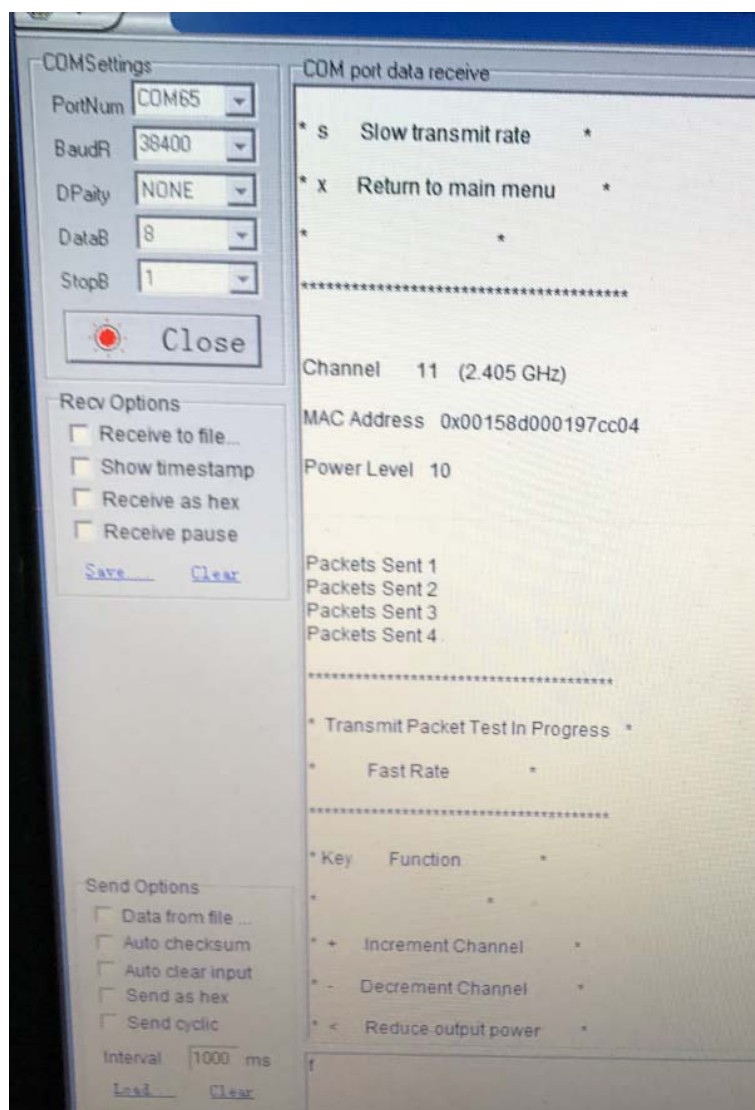 COMSettings
PortNum COM65
BaudR 38400
DPaity NONE
DataB 8
StopB 1
Close
Recv Options
Receive to file...
Show timestamp
Receive as hex
Receive pause
Save... Clear
Send Options
Data from file ...
Auto checksum
Auto clear input
Send as hex
Send cyclic
Interval 1000 ms
Load... Clear
COM port data receive
* s Slow transmit rate *
* x Return to main menu *
* *
***************************************
Channel 11 (2.405 GHz)
MAC Address 0x00158d000197cc04
Power Level 10
Packets Sent 1
Packets Sent 2
Packets Sent 3
Packets Sent 4
***************************************
* Transmit Packet Test In Progress *
* Fast Rate *
***************************************
* Key Function *
* *
* + Increment Channel *
* - Decrement Channel *
* < Reduce output power *
f